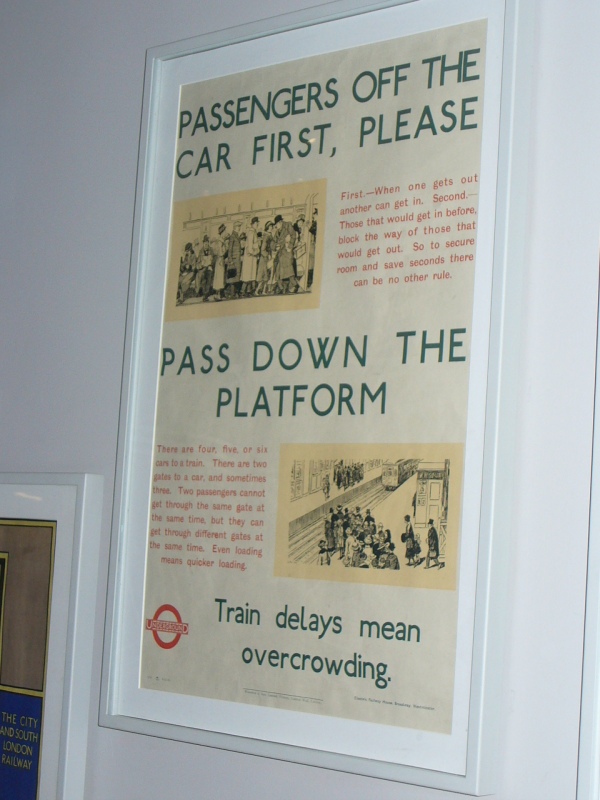 PASSENGERS OFF THE
CAR FIRST, PLEASE
First.—When one gets out
another can get in. Second.—
Those that would get in before,
block the way of those that
would get out. So to secure
room and save seconds there
can be no other rule.
PASS DOWN THE
PLATFORM
There are four, five, or six
cars to a train. There are two
gates to a car, and sometimes
three. Two passengers cannot
get through the same gate at
the same time, but they can
get through different gates at
the same time. Even loading
means quicker loading.
UNDERGROUND
Train delays mean
overcrowding.
THE CITY
AND SOUTH
LONDON
RAILWAY